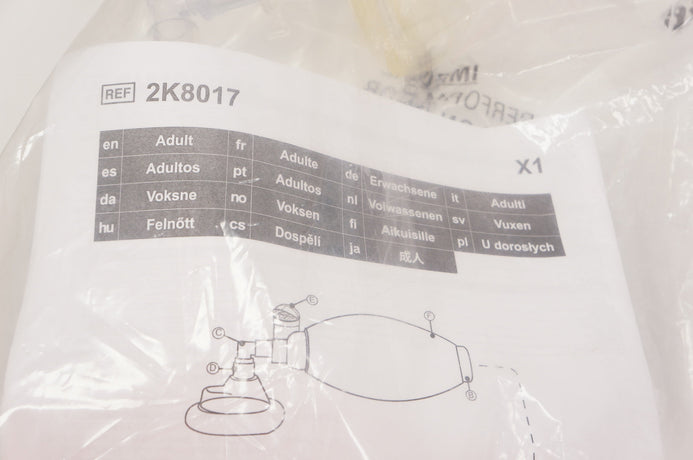 REF 2K8017
X1
en Adult fr Adulte de Erwachsene it Adulti
es Adultos pt Adultos nl Volwassenen sv Vuxen
da Voksne no Voksen fi Aikuisille pl U dorosłych
hu Felnőtt cs Dospělí ja 成人
E
F
C
D
B